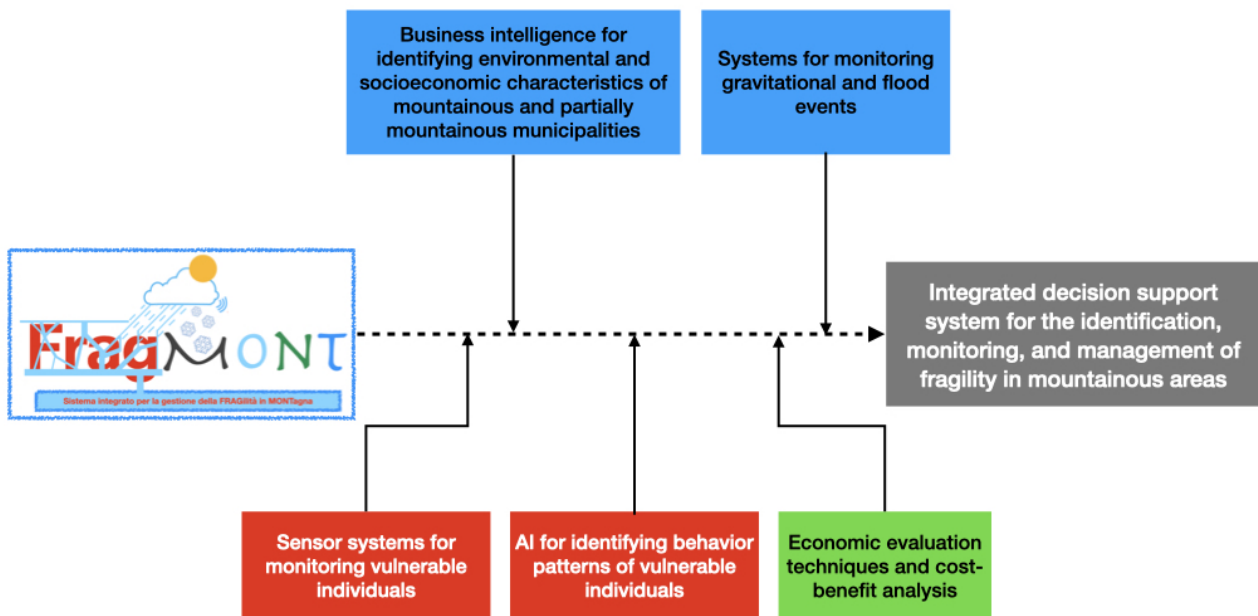 Business intelligence for
identifying environmental and
socioeconomic characteristics of
mountainous and partially
mountainous municipalities
Systems for monitoring
gravitational and flood
events
FragMONT
Sistema integrato per la gestione della FRAGilità in MONTagna
Integrated decision support
system for the identification,
monitoring, and management of
fragility in mountainous areas
Sensor systems for
monitoring vulnerable
individuals
AI for identifying behavior
patterns of vulnerable
individuals
Economic evaluation
techniques and cost-
benefit analysis